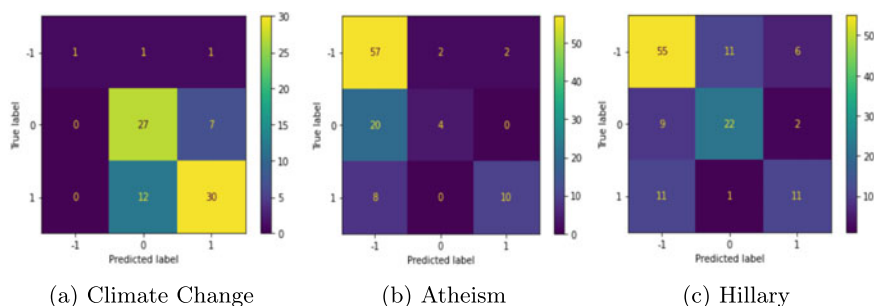 30
-1 1 1 1
25
20
0 0 27 7
15
10
1 0 12 30
5
0
-1 0 1
True label
Predicted label
(a) Climate Change
-1 57 2 2
50
40
0 20 4 0
30
20
1 8 0 10
10
0
-1 0 1
True label
Predicted label
(b) Atheism
-1 55 11 6
50
40
0 9 22 2
30
20
1 11 1 11
10
-1 0 1
True label
Predicted label
(c) Hillary